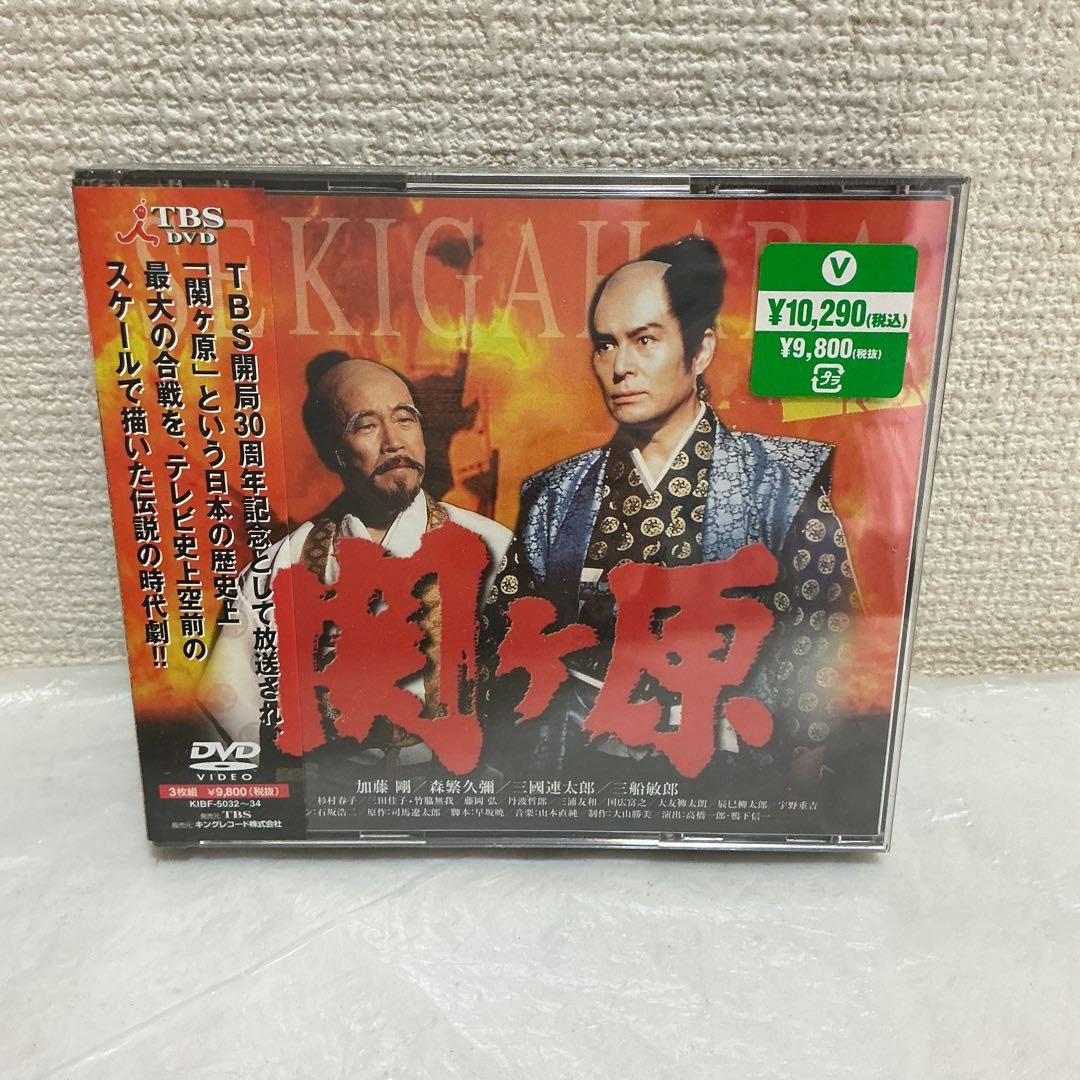 TBS
DVD
TBS開局30周年記念として放送され、
「関ヶ原」という日本の歴史上
最大の合戦を、テレビ史上空前の
スケールで描いた伝説の時代劇!!
DVD
VIDEO
3枚組 ¥9,800(税抜)
KIBF-5032〜34
発売元 TBS
販売元:キングレコード株式会社
SEKIGAHARA
V
¥10,290(税込)
¥9,800(税抜)
プラ
関ヶ原
加藤 剛/森繁久彌/三國連太郎/三船敏郎
杉村春子/三田佳子・竹脇無我/藤岡 弘/丹波哲郎/三浦友和/国広富之/大友柳太朗/辰巳柳太郎/宇野重吉
石坂浩二/原作:司馬遼太郎/脚本:早坂暁/音楽:山本直純/制作:大山勝美/演出:高橋一郎・鴨下信一